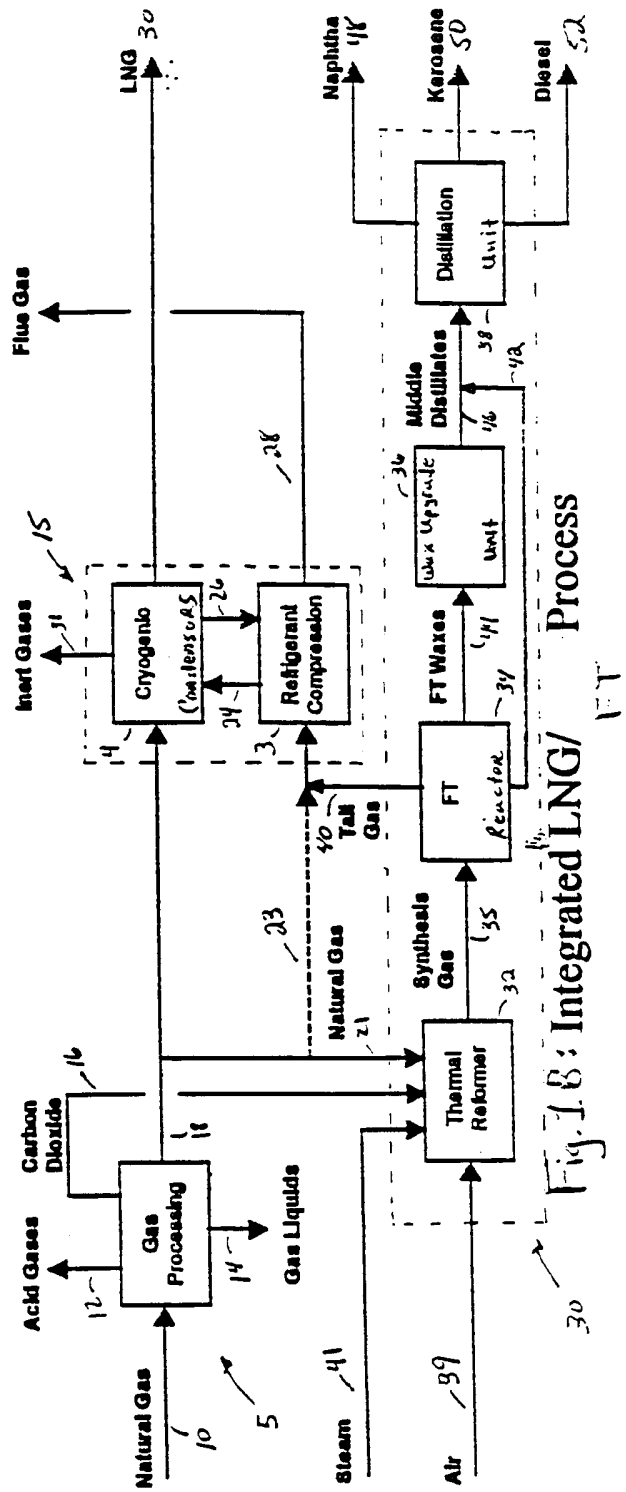 Natural Gas
10
5
Acid Gases
12
Gas
Processing
14
Gas Liquids
Carbon
Dioxide
16
18
Natural Gas
21
23
Inert Gases
31
15
4
Cryogenic
Condensors
24
26
3
Refrigerant
Compression
28
Flue Gas
LNG 30
Steam
41
Air
39
30
Thermal
Reformer
32
Synthesis
Gas
35
40
Tail
Gas
FT
Reactor
34
FT Waxes
Wax Upgrade
Unit
36
Middle
Distillates
46
42
Distillation
Unit
38
Naphtha
48
Kerosene
50
Diesel
52
Fig. 1B: Integrated LNG/ Process
FT